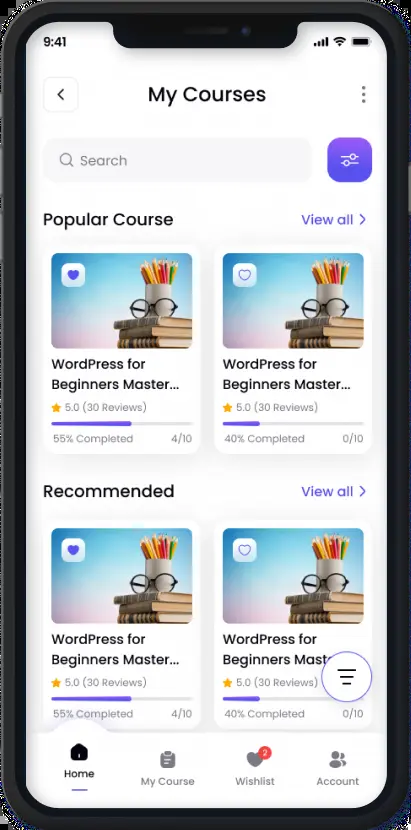 9:41
My Courses
Search
Popular Course
View all
WordPress for
Beginners Master...
5.0 (30 Reviews)
55% Completed 4/10
WordPress for
Beginners Master...
5.0 (30 Reviews)
40% Completed 0/10
Recommended
View all
WordPress for
Beginners Master...
5.0 (30 Reviews)
55% Completed 4/10
WordPress for
Beginners Mast
5.0 (30 Reviews)
40% Completed 0/10
Home
My Course
2
Wishlist
Account